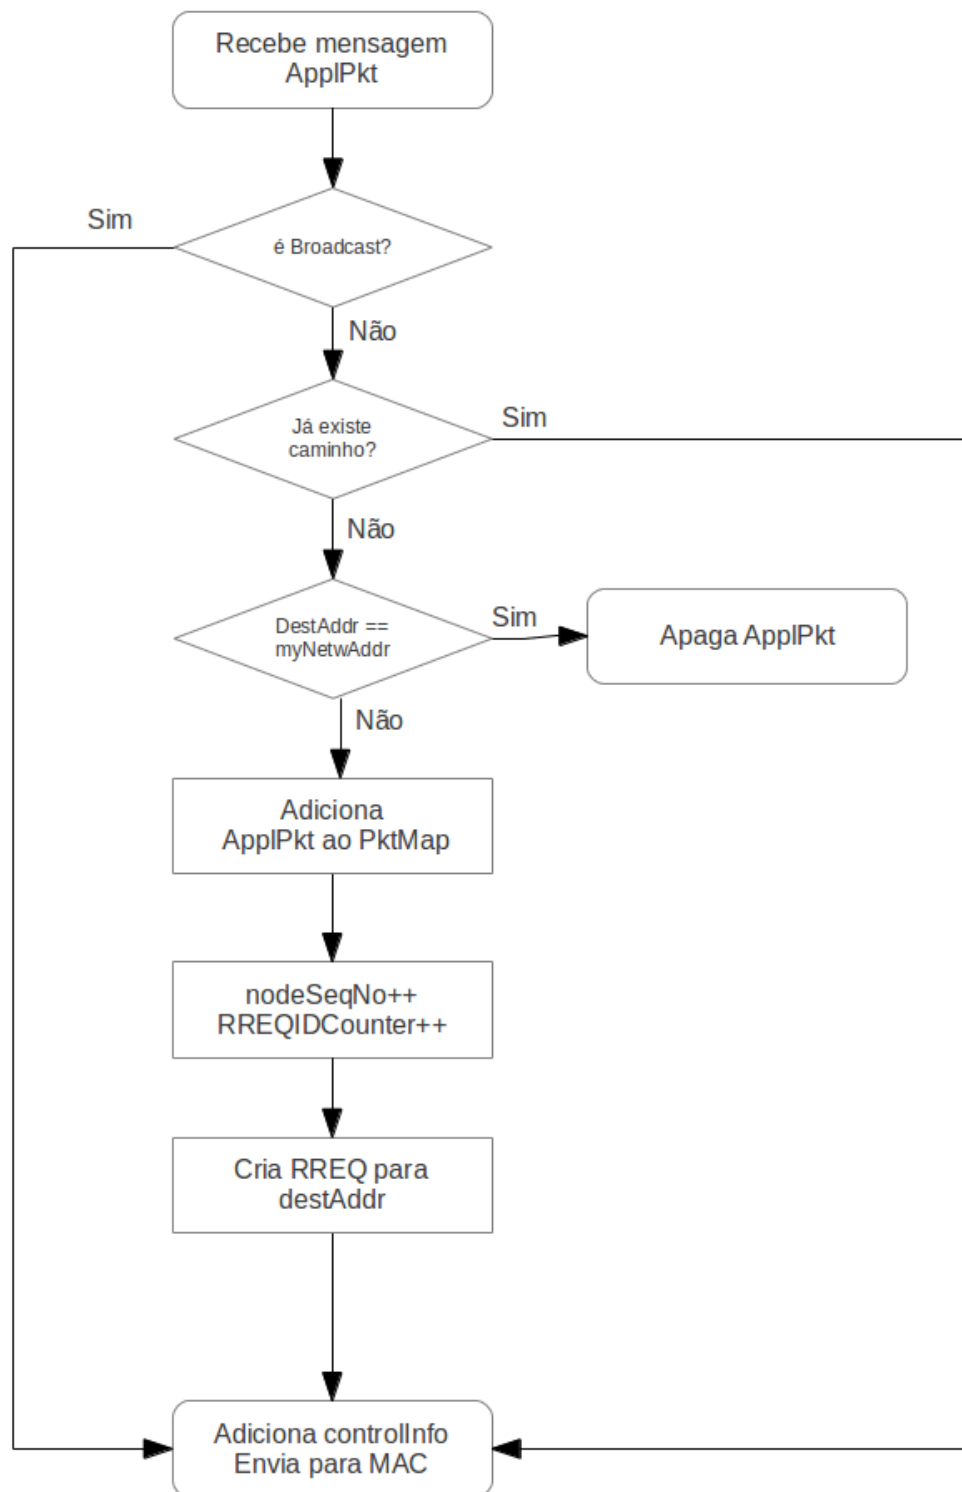 Recebe mensagem
ApplPkt
Sim
é Broadcast?
Não
Já existe
caminho?
Sim
Não
DestAddr ==
myNetwAddr
Sim
Apaga ApplPkt
Não
Adiciona
ApplPkt ao PktMap
nodeSeqNo++
RREQIDCounter++
Cria RREQ para
destAddr
Adiciona controlInfo
Envia para MAC